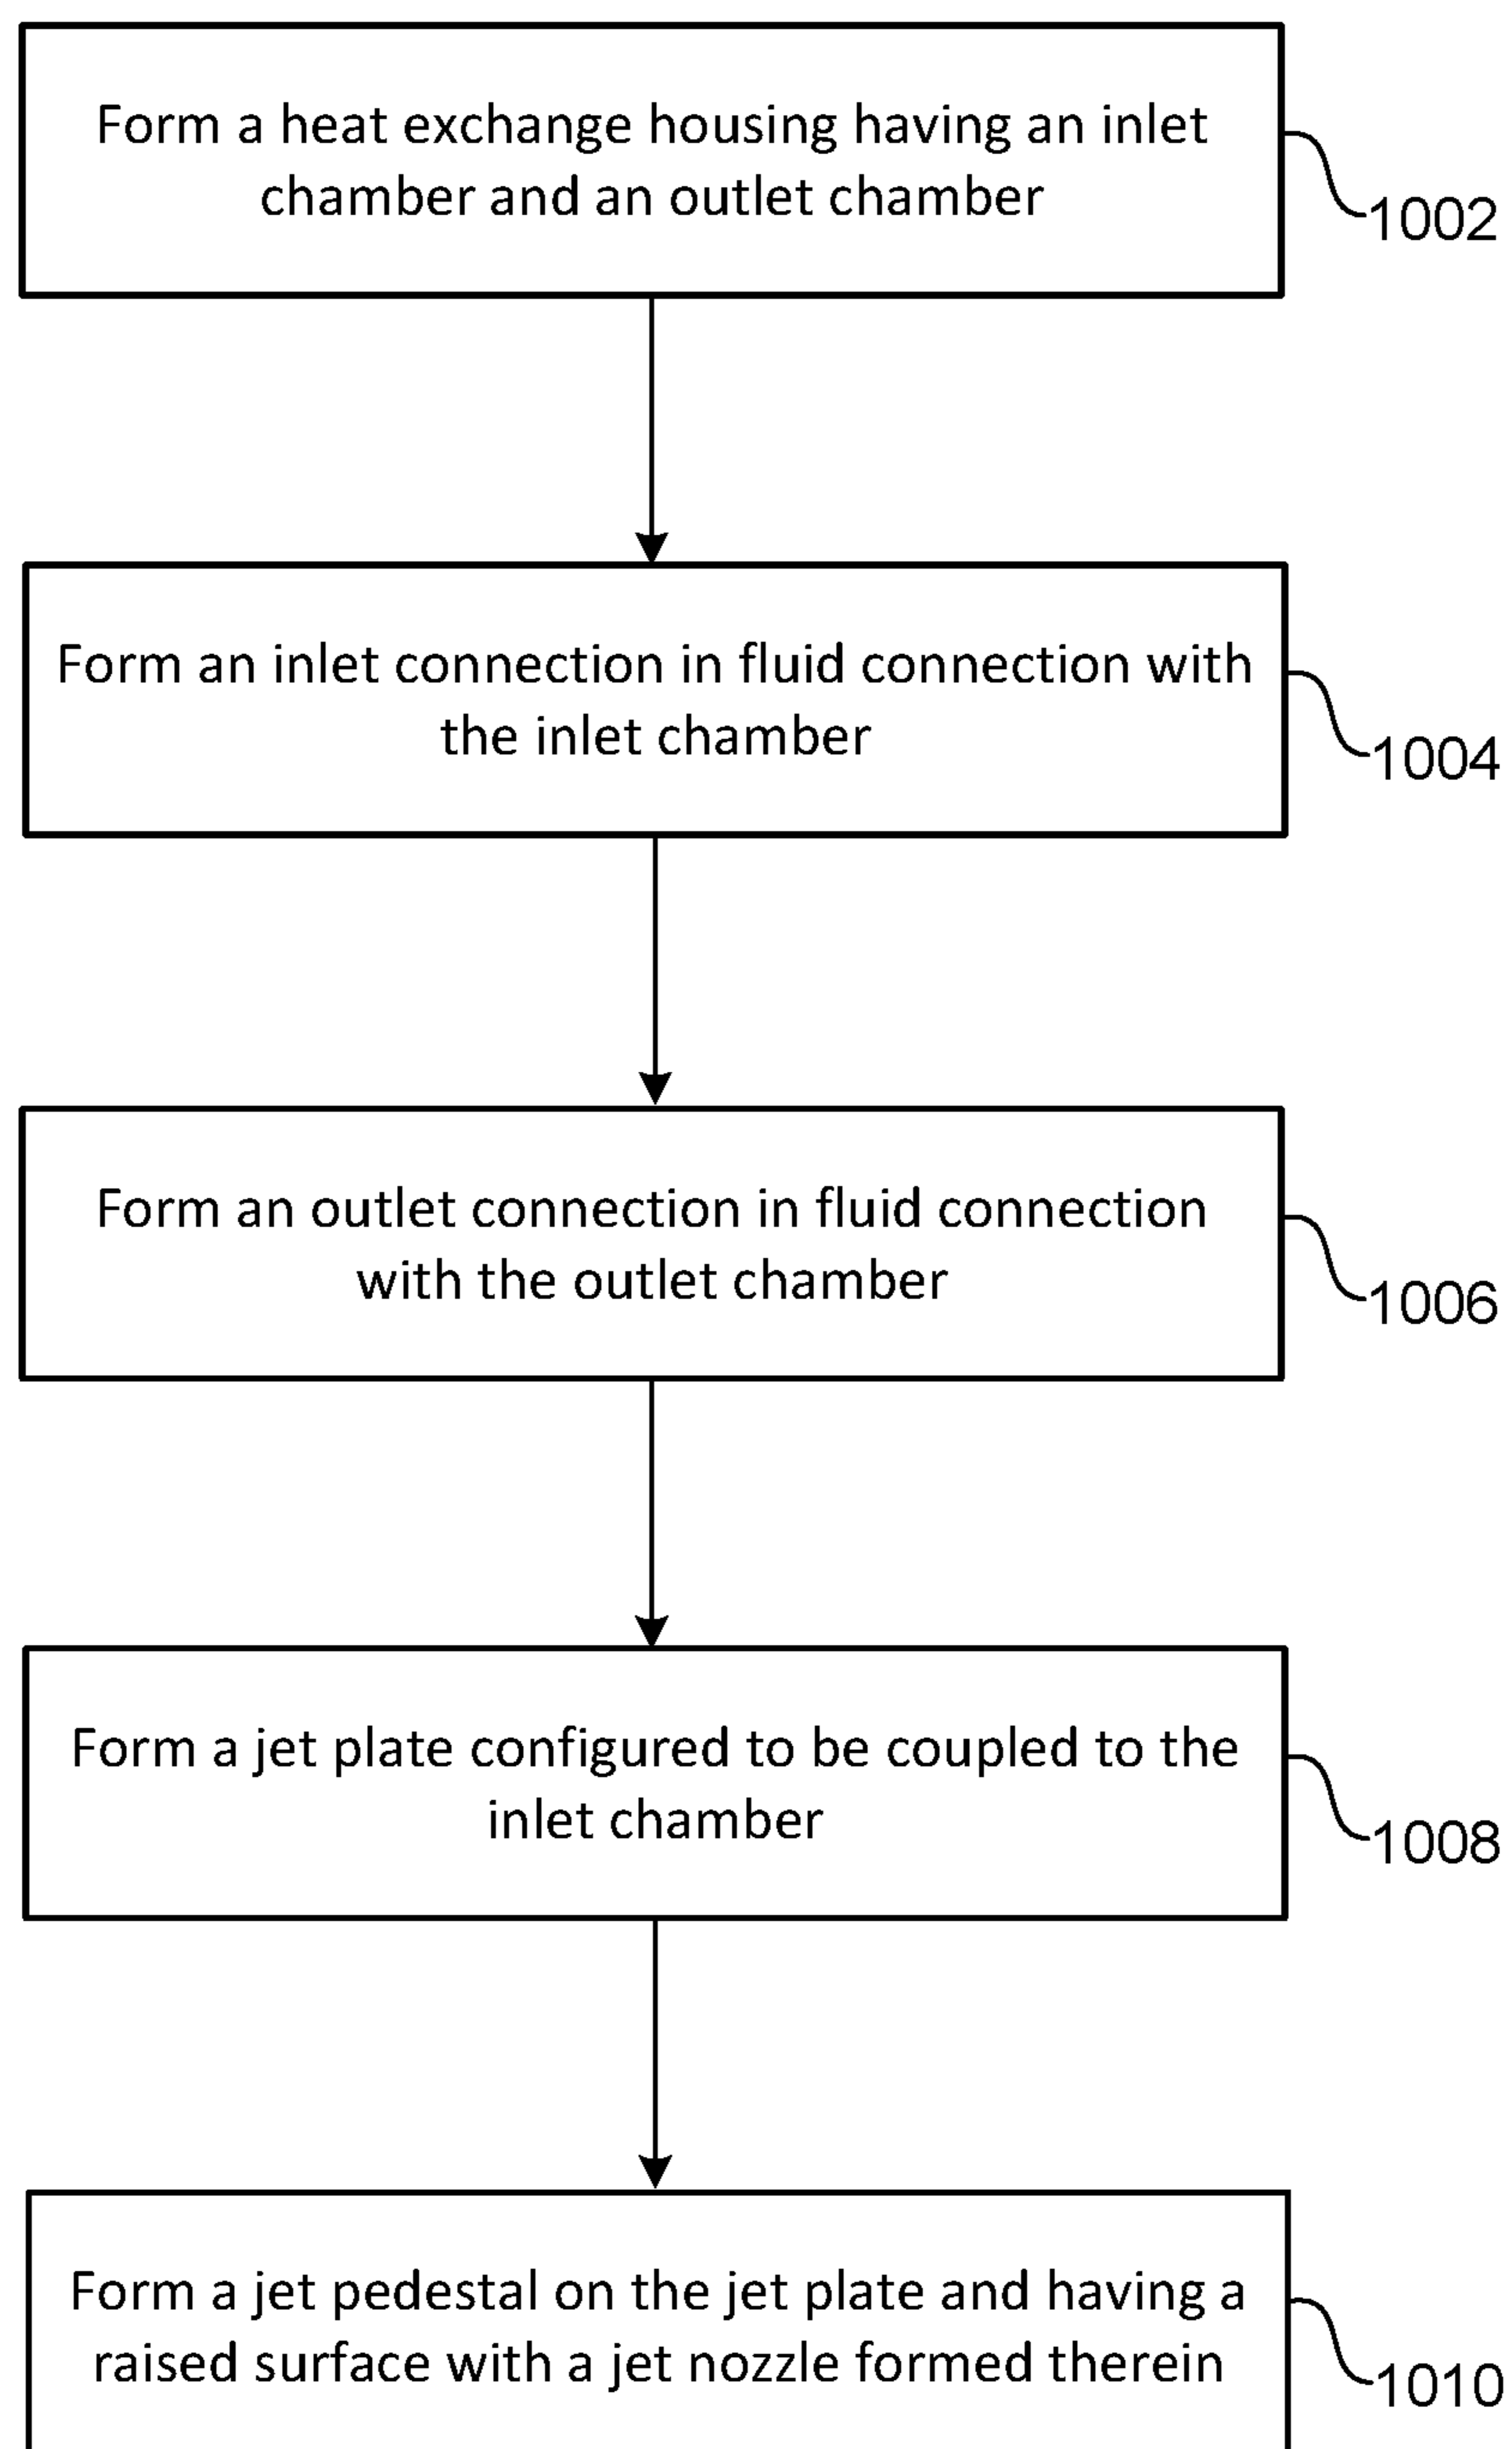 Form a heat exchange housing having an inlet
chamber and an outlet chamber
1002
Form an inlet connection in fluid connection with
the inlet chamber
1004
Form an outlet connection in fluid connection
with the outlet chamber
1006
Form a jet plate configured to be coupled to the
inlet chamber
1008
Form a jet pedestal on the jet plate and having a
raised surface with a jet nozzle formed therein
1010